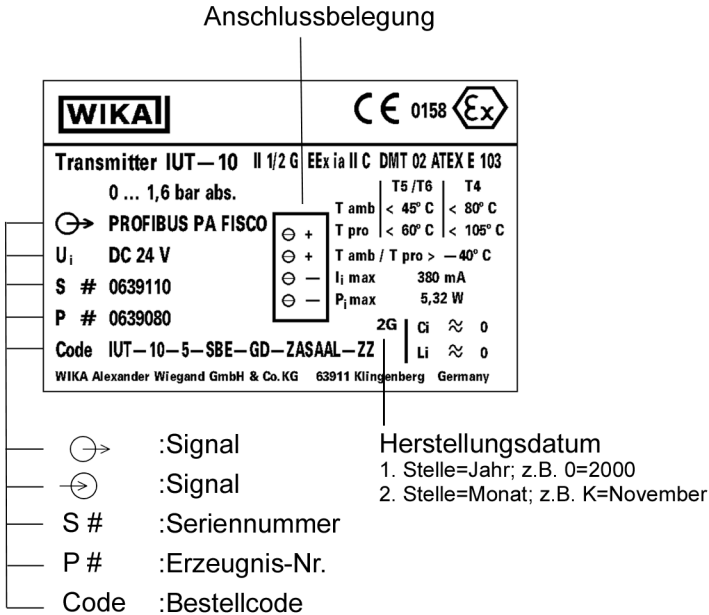 Anschlussbelegung
WIKA
CE 0158 Ex
Transmitter IUT—10 II 1/2 G EEx ia II C DMT 02 ATEX E 103
0 ... 1,6 bar abs.
T5 /T6 T4
T amb < 45° C < 80° C
PROFIBUS PA FISCO
T pro < 60° C < 105° C
+
+
—
—
Ui DC 24 V
T amb / T pro > —40° C
S # 0639110
Ii max 380 mA
Pi max 5,32 W
P # 0639080
2G Ci ≈ 0
Li ≈ 0
Code IUT—10—5—SBE—GD—ZASAAL—ZZ
WIKA Alexander Wiegand GmbH & Co. KG 63911 Klingenberg Germany
:Signal
:Signal
S # :Seriennummer
P # :Erzeugnis-Nr.
Code :Bestellcode
Herstellungsdatum
1. Stelle=Jahr; z.B. 0=2000
2. Stelle=Monat; z.B. K=November